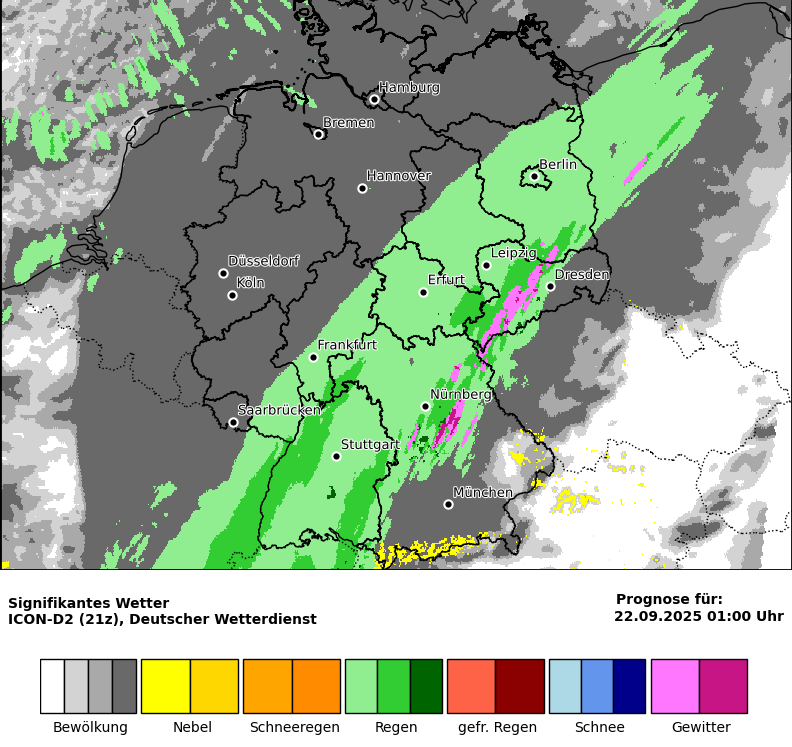 Hamburg
Bremen
Berlin
Hannover
Leipzig
Düsseldorf
Dresden
Köln
Erfurt
Frankfurt
Nürnberg
Saarbrücken
Stuttgart
München
Signifikantes Wetter
ICON-D2 (21z), Deutscher Wetterdienst
Prognose für:
22.09.2025 01:00 Uhr
Bewölkung
Nebel
Schneeregen
Regen
gefr. Regen
Schnee
Gewitter